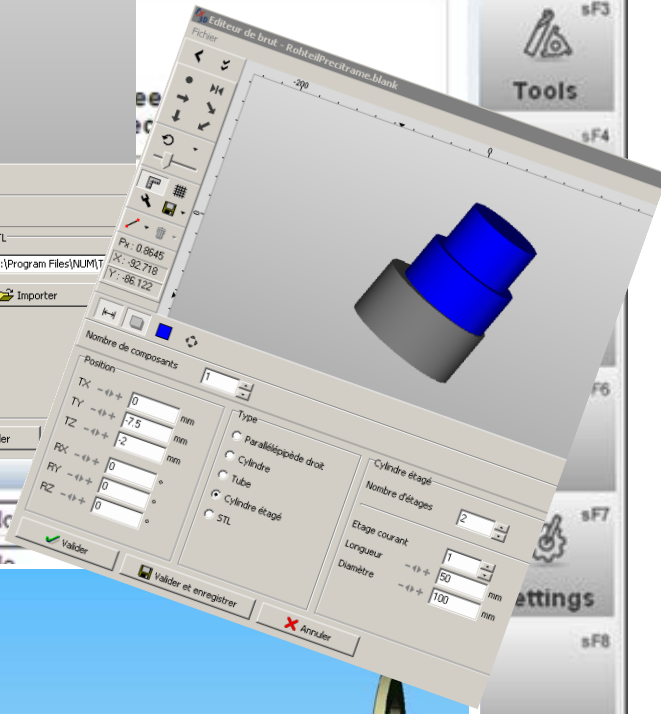 Editeur de brut - RohteilPrecitrame.blank
Fichier
-200
0
0
Px : 0.8645
X : -92.718
Y : -86.122
Nombre de composants
1
Position
TX
0
mm
TY
-7.5
mm
TZ
-2
mm
RX
0
°
RY
0
°
RZ
0
°
Type
Parallélépipède droit
Cylindre
Tube
Cylindre étagé
STL
Cylindre étagé
Nombre d'étages
2
Etage courant
1
Longueur
50
mm
Diamètre
100
mm
Valider
Valider et enregistrer
Annuler
:\Program Files\NUM\T
Importer
sF3
Tools
sF4
F6
sF7
ettings
sF8